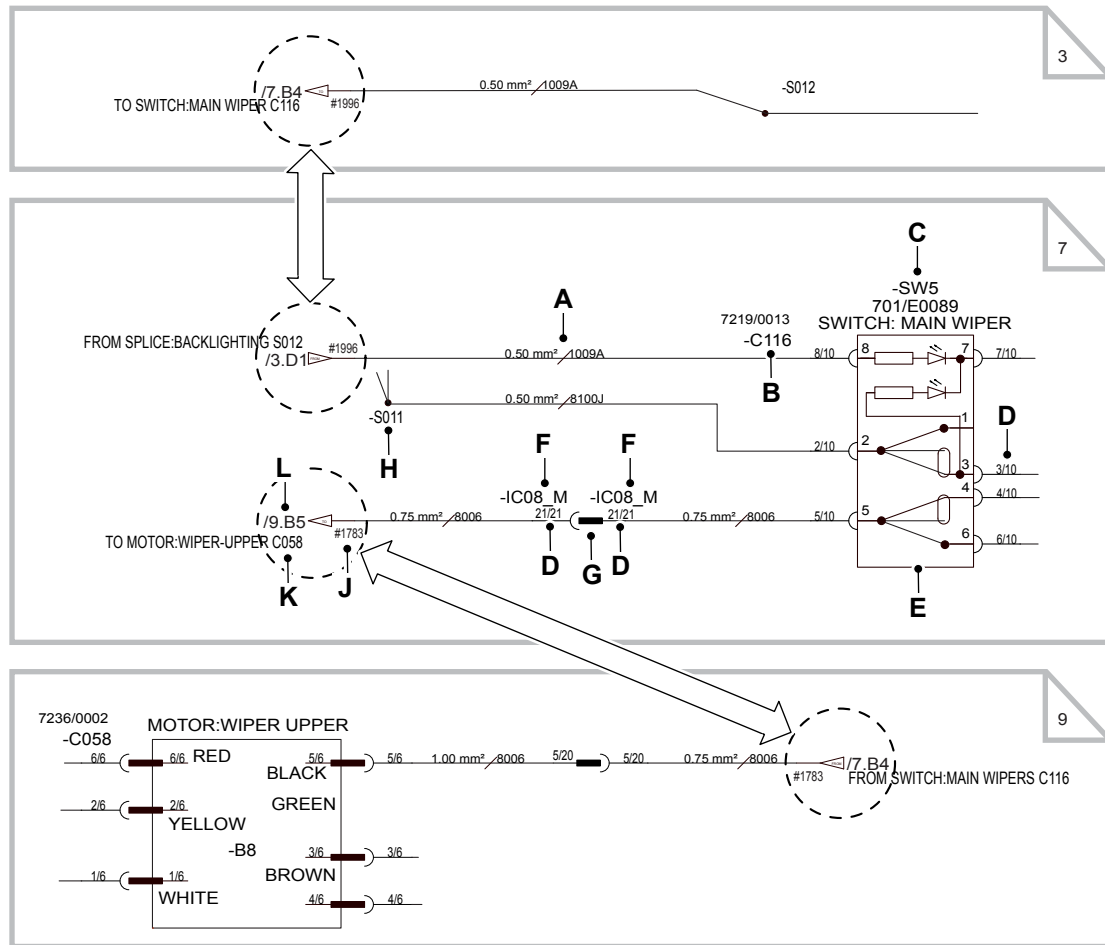 3
/7.B4
TO SWITCH:MAIN WIPER C116
#1996
0.50 mm² 1009A
-S012
7
C
-SW5
701/E0089
SWITCH: MAIN WIPER
A
FROM SPLICE:BACKLIGHTING S012
/3.D1
#1996
0.50 mm² 1009A
7219/0013
-C116
B
8/10
8
7
7/10
-S011
H
0.50 mm² 8100J
2/10
2
1
3
D
3/10
L
/9.B5
TO MOTOR:WIPER-UPPER C058
#1783
K
J
0.75 mm² 8006
F
-IC08_M
21/21
D
G
F
-IC08_M
21/21
D
0.75 mm² 8006
5/10
5
4
4/10
6
6/10
E
9
7236/0002
-C058
MOTOR:WIPER UPPER
6/6
6/6
RED
5/6
5/6
BLACK
1.00 mm² 8006
5/20
5/20
0.75 mm² 8006
#1783
/7.B4
FROM SWITCH:MAIN WIPERS C116
GREEN
2/6
2/6
YELLOW
-B8
3/6
3/6
BROWN
1/6
1/6
WHITE
4/6
4/6